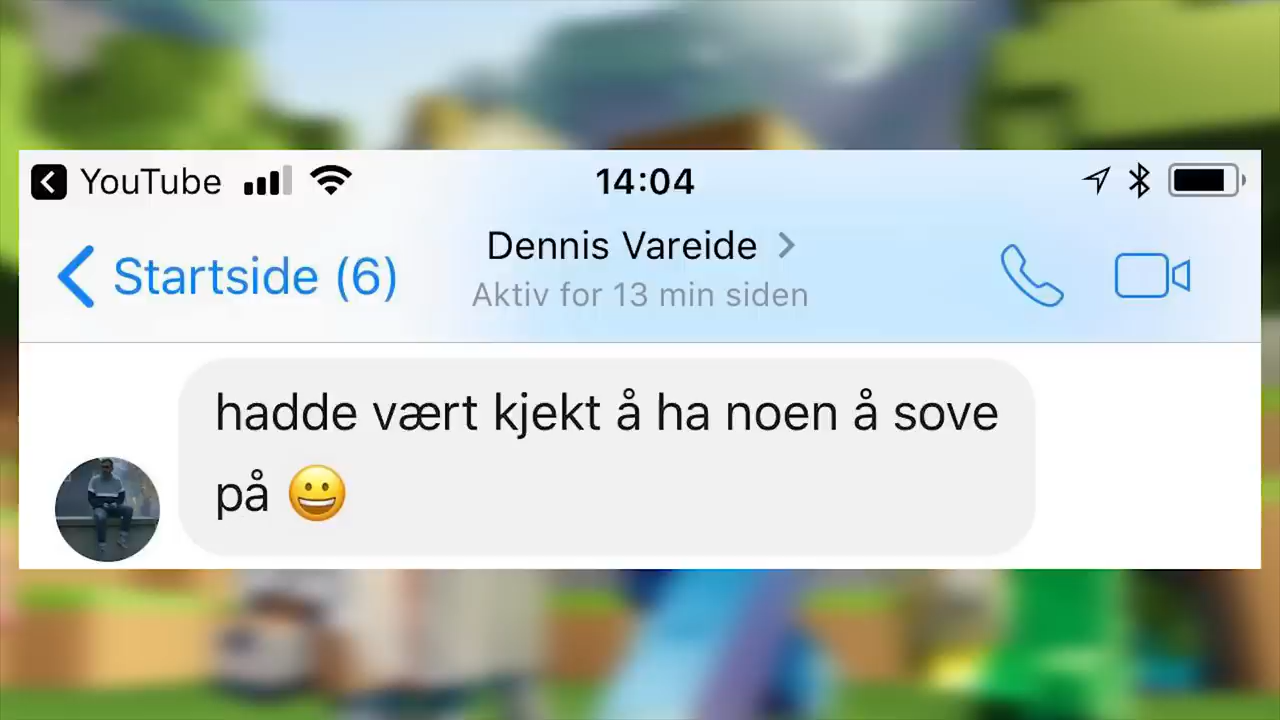 YouTube 14:04
Dennis Vareide
Startside (6)
Aktiv for 13 min siden
hadde vært kjekt å ha noen å sove
på 😀